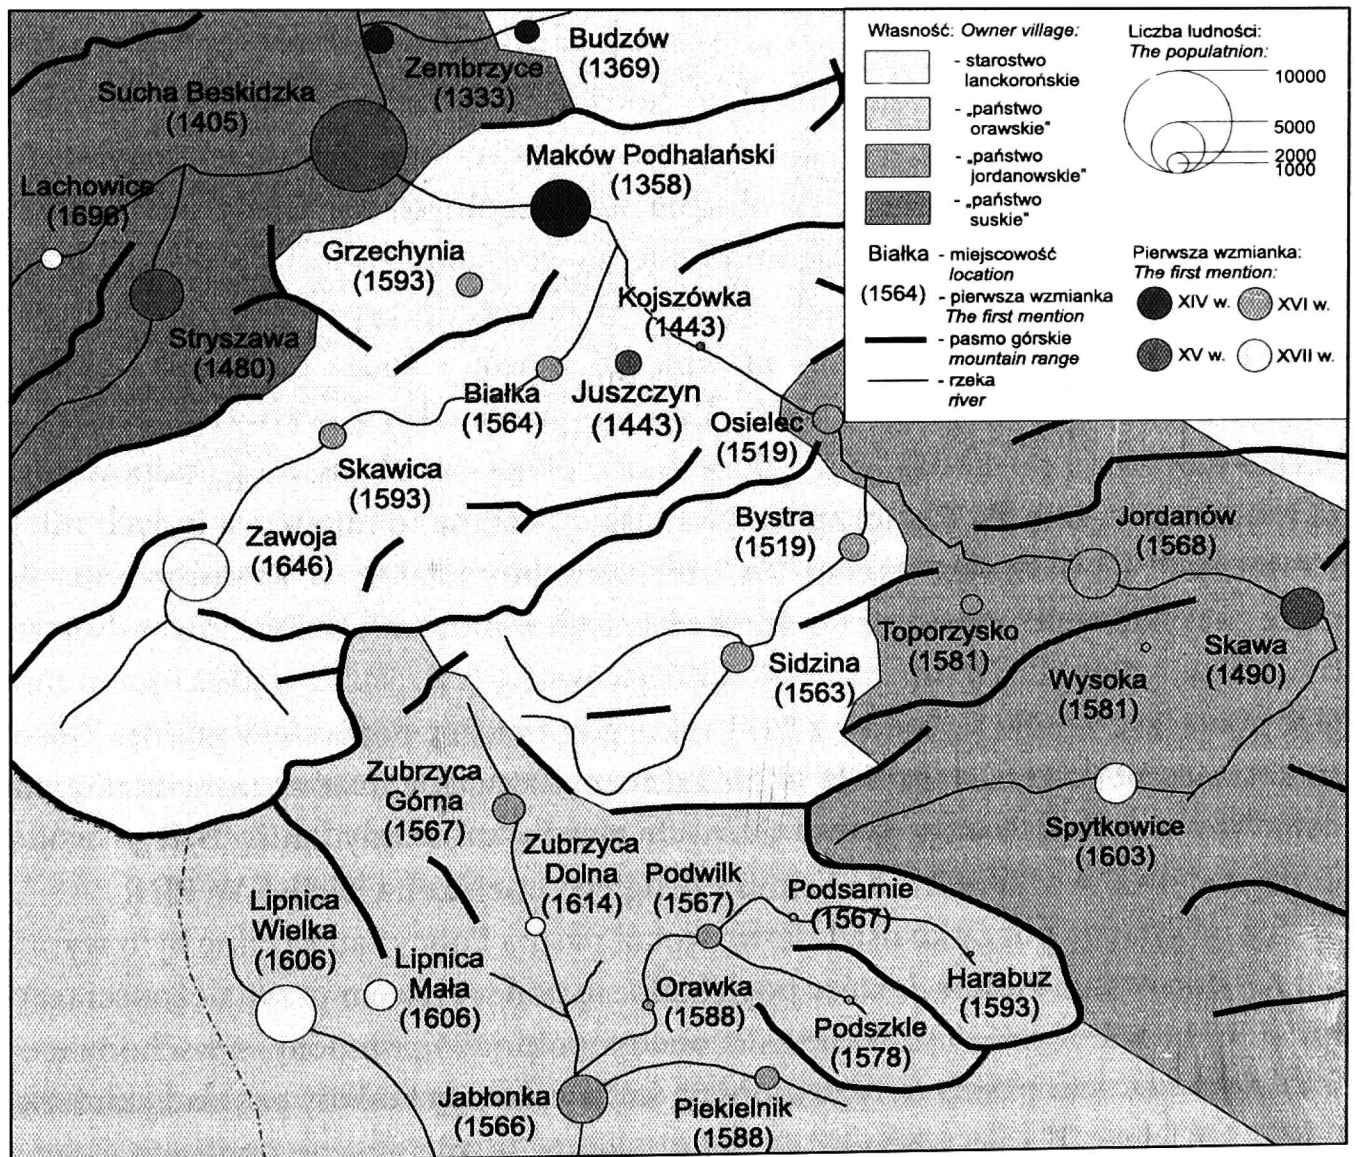 Budzów
(1369)
Zembrzyce
(1333)
Sucha Beskidzka
(1405)
Maków Podhalański
(1358)
Lachowice
(1696)
Grzechynia
(1593)
Kojszówka
(1443)
Stryszawa
(1480)
Białka
(1564)
Juszczyn
(1443)
Osielec
(1519)
Skawica
(1593)
Bystra
(1519)
Jordanów
(1568)
Zawoja
(1646)
Toporzysko
(1581)
Skawa
(1490)
Sidzina
(1563)
Wysoka
(1581)
Zubrzyca
Górna
(1567)
Spytkowice
(1603)
Zubrzyca
Dolna
(1614)
Podwilk
(1567)
Podsarnie
(1567)
Lipnica
Wielka
(1606)
Lipnica
Mała
(1606)
Orawka
(1588)
Harabuz
(1593)
Podszkle
(1578)
Jabłonka
(1566)
Piekielnik
(1588)
Własność: Owner village:
- starostwo
lanckorońskie
- „państwo
orawskie"
- „państwo
jordanowskie"
- „państwo
suskie"
Białka - miejscowość
location
(1564) - pierwsza wzmianka
The first mention
- pasmo górskie
mountain range
- rzeka
river
Liczba ludności:
The populatnion:
10000
5000
2000
1000
Pierwsza wzmianka:
The first mention:
XIV w. XVI w.
XV w. XVII w.